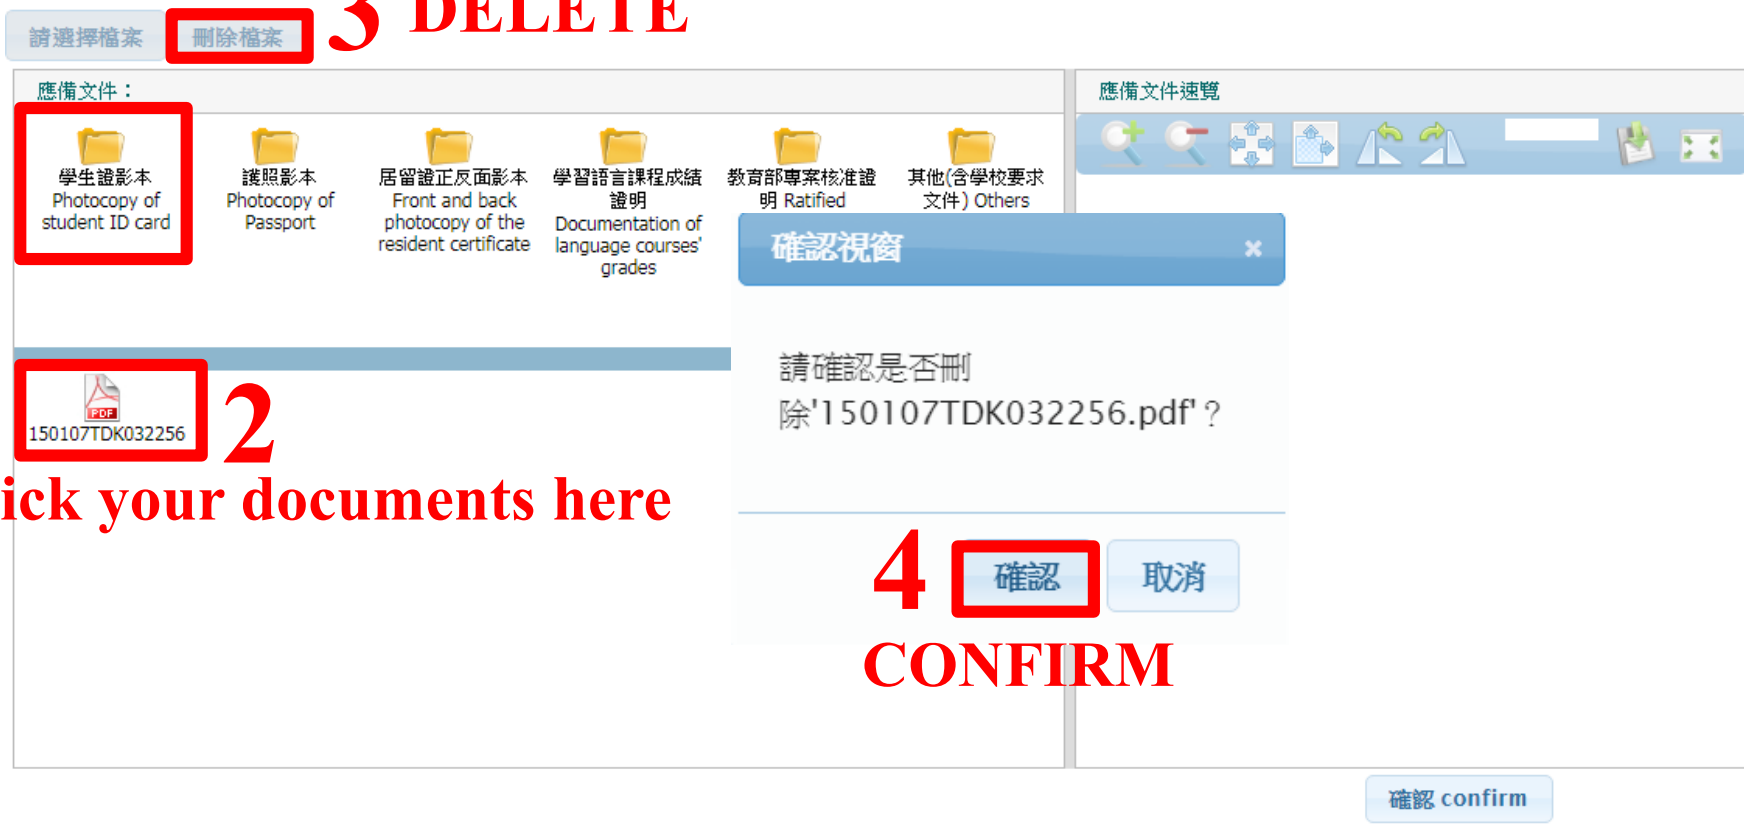 3 DELETE
請選擇檔案 刪除檔案
應備文件：
應備文件速覽
學生證影本
Photocopy of
student ID card
護照影本
Photocopy of
Passport
居留證正反面影本
Front and back
photocopy of the
resident certificate
學習語言課程成績
證明
Documentation of
language courses'
grades
教育部專案核准證
明 Ratified
其他(含學校要求
文件) Others
確認視窗
請確認是否刪
除'150107TDK032256.pdf'？
PDF
150107TDK032256
2
ick your documents here
4
確認 取消
CONFIRM
確認 confirm